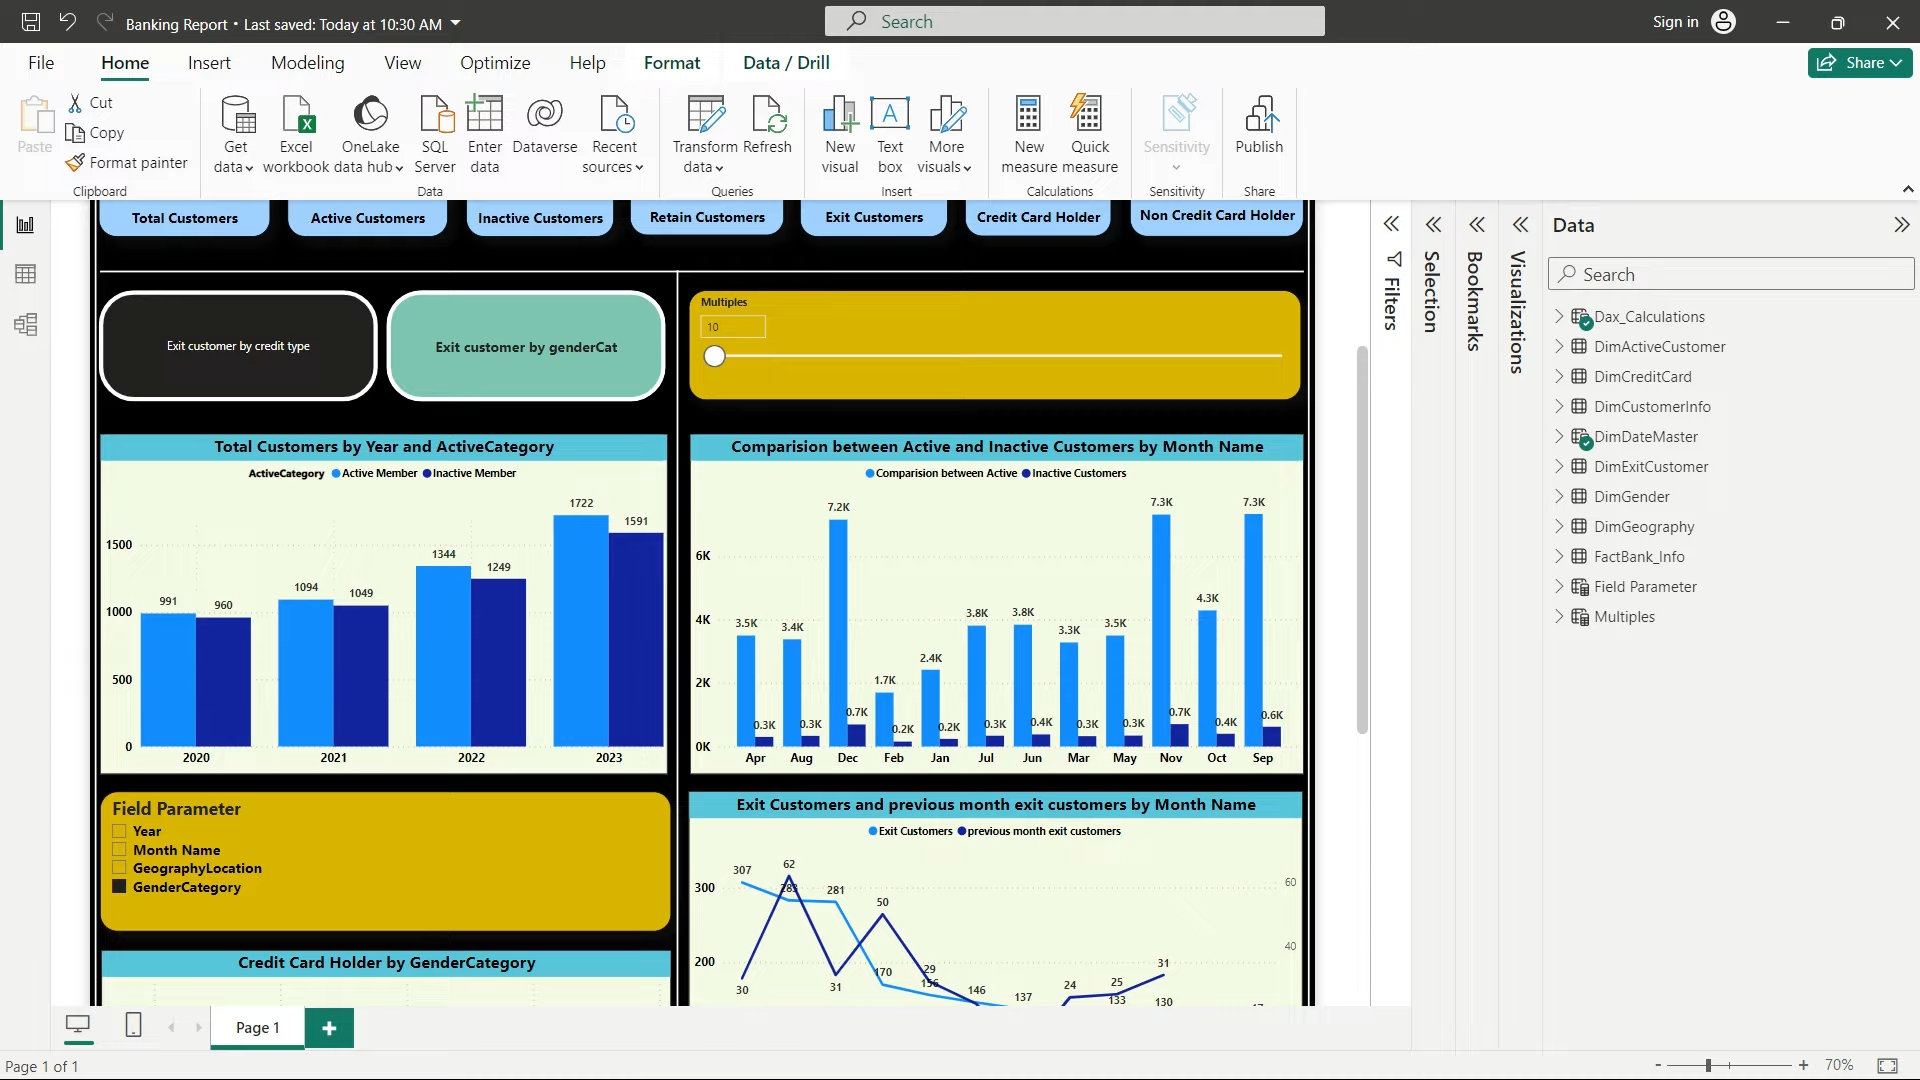 Banking Report • Last saved: Today at 10:30 AM
Search
Sign in
File Home Insert Modeling View Optimize Help Format Data / Drill
Share
Paste
Cut
Copy
Format painter
Clipboard
Get data
Excel workbook
OneLake data hub
SQL Server
Enter data
Dataverse
Recent sources
Data
Transform data
Refresh
Queries
New visual
Text box
More visuals
Insert
New measure
Quick measure
Calculations
Sensitivity
Sensitivity
Publish
Share
Total Customers
Active Customers
Inactive Customers
Retain Customers
Exit Customers
Credit Card Holder
Non Credit Card Holder
Exit customer by credit type
Exit customer by genderCat
Multiples
10
Total Customers by Year and ActiveCategory
ActiveCategory Active Member Inactive Member
1722
1591
1500
1344
1249
1094
1049
991
960
1000
500
0
2020 2021 2022 2023
Comparision between Active and Inactive Customers by Month Name
Comparision between Active Inactive Customers
7.2K 7.3K 7.3K
6K
4.3K
3.5K 3.4K 3.8K 3.8K 3.3K 3.5K
4K
2.4K
1.7K
2K
0.3K 0.3K 0.7K 0.2K 0.2K 0.3K 0.4K 0.3K 0.3K 0.7K 0.4K 0.6K
0K
Apr Aug Dec Feb Jan Jul Jun Mar May Nov Oct Sep
Field Parameter
Year
Month Name
GeographyLocation
GenderCategory
Credit Card Holder by GenderCategory
Exit Customers and previous month exit customers by Month Name
Exit Customers previous month exit customers
307 62
300 283 281 60
50
40
200 170 29 31
30 31 156 146 137 24 25
133 130
Filters
Selection
Bookmarks
Visualizations
Data
Search
Dax_Calculations
DimActiveCustomer
DimCreditCard
DimCustomerInfo
DimDateMaster
DimExitCustomer
DimGender
DimGeography
FactBank_Info
Field Parameter
Multiples
Page 1
Page 1 of 1
- + 70%